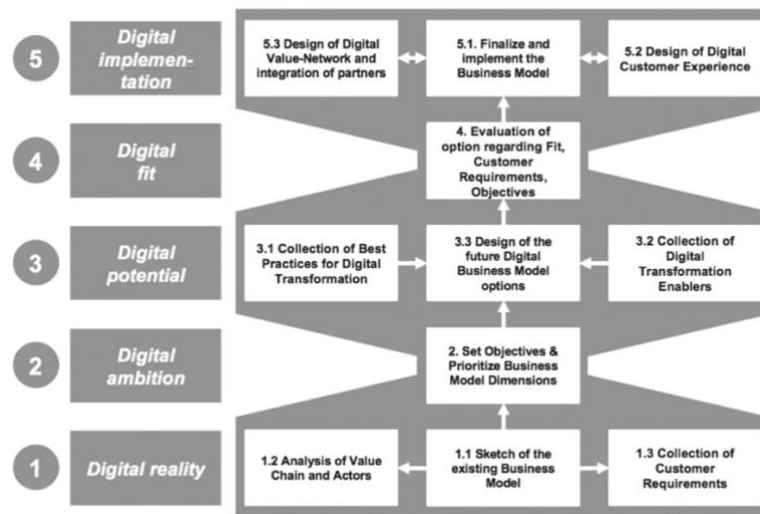 5
Digital
implemen-
tation
5.3 Design of Digital
Value-Network and
integration of partners
5.1. Finalize and
implement the
Business Model
5.2 Design of Digital
Customer Experience
4
Digital
fit
4. Evaluation of
option regarding Fit,
Customer
Requirements,
Objectives
3
Digital
potential
3.1 Collection of Best
Practices for Digital
Transformation
3.3 Design of the
future Digital
Business Model
options
3.2 Collection of
Digital
Transformation
Enablers
2
Digital
ambition
2. Set Objectives &
Prioritize Business
Model Dimensions
1
Digital reality
1.2 Analysis of Value
Chain and Actors
1.1 Sketch of the
existing Business
Model
1.3 Collection of
Customer
Requirements